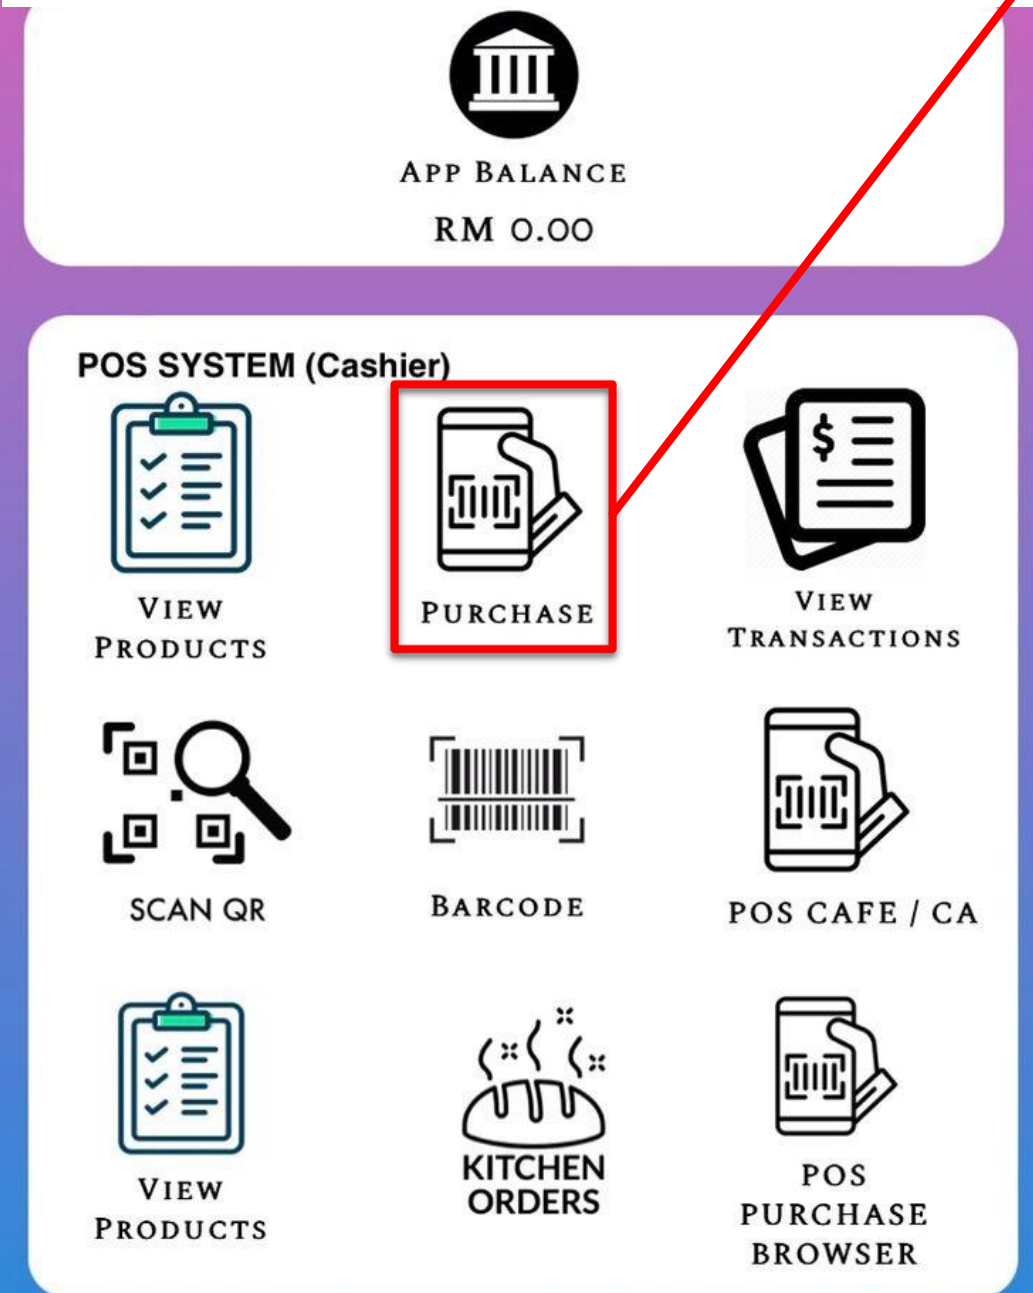 APP BALANCE
RM 0.00
POS SYSTEM (Cashier)
$
VIEW
PRODUCTS
PURCHASE
VIEW
TRANSACTIONS
SCAN QR
BARCODE
POS CAFE / CA
VIEW
PRODUCTS
KITCHEN
ORDERS
POS
PURCHASE
BROWSER